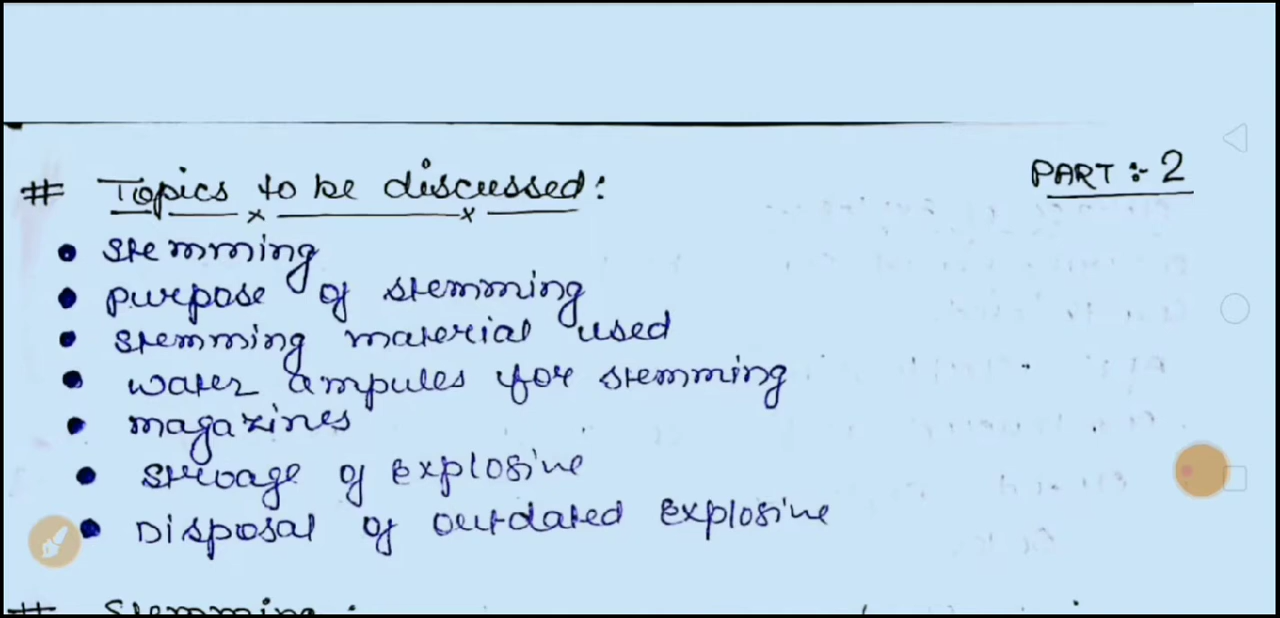 PART :- 2
# Topics to be discussed :
• stemming
• purpose of stemming
• stemming material used
• water ampules for stemming
• magazines
• storage of explosive
• Disposal of outdated explosive
# Stemming :